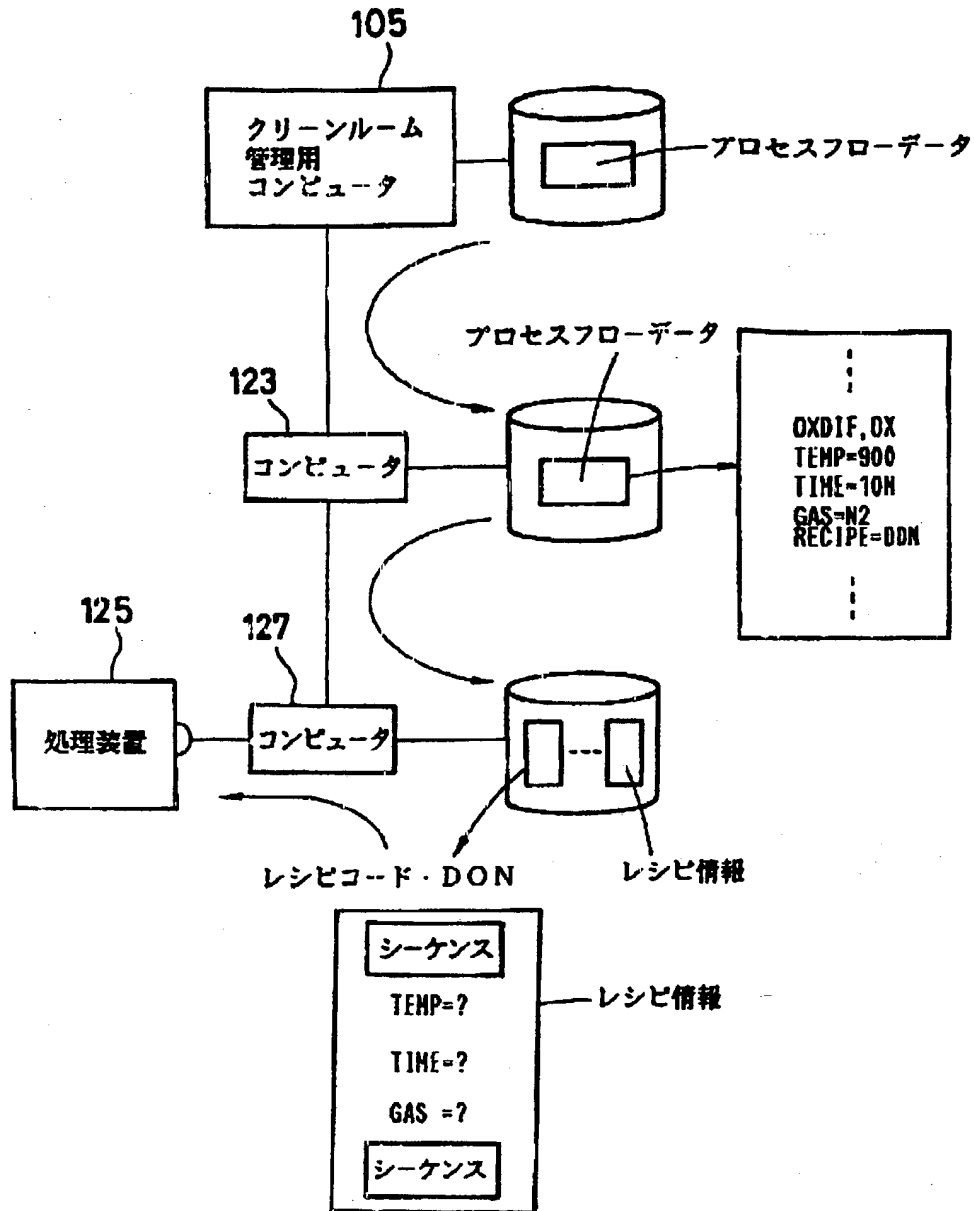 105
クリーンルーム
管理用
コンピュータ
プロセスフローデータ
プロセスフローデータ
123
コンピュータ
OXDIF,OX
TEMP=900
TIME=10M
GAS=N2
RECIPE=DON
125
処理装置
127
コンピュータ
レシピコード・DON
レシピ情報
シーケンス
TEMP=?
TIME=?
GAS =?
シーケンス
レシピ情報